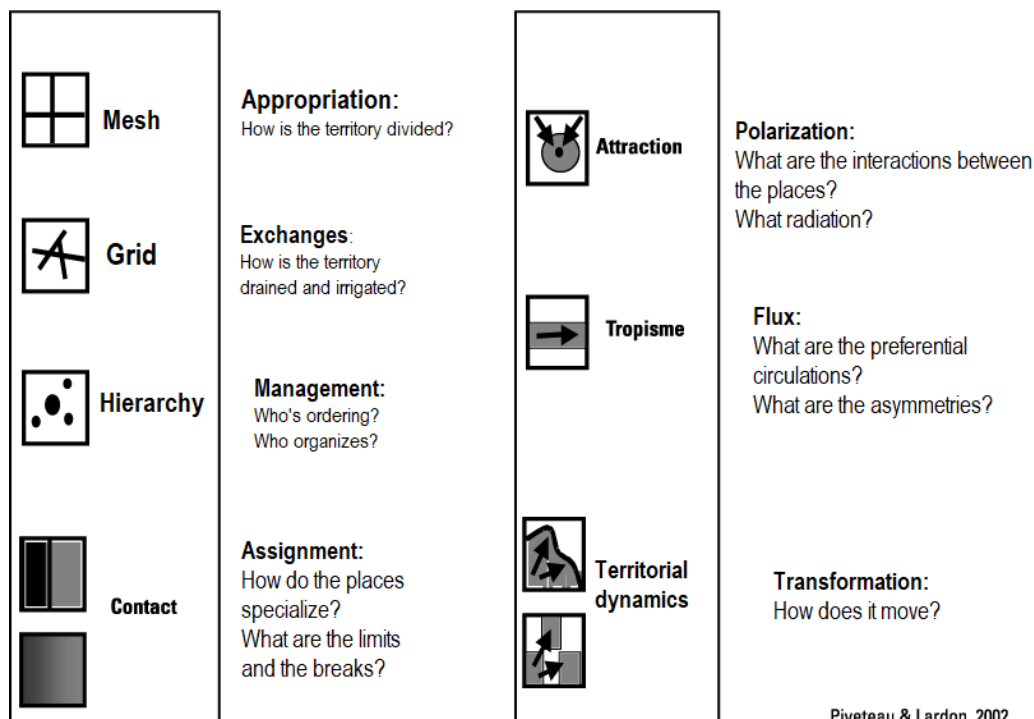 Mesh
Appropriation:
How is the territory divided?
Grid
Exchanges:
How is the territory
drained and irrigated?
Hierarchy
Management:
Who's ordering?
Who organizes?
Contact
Assignment:
How do the places
specialize?
What are the limits
and the breaks?
Attraction
Polarization:
What are the interactions between
the places?
What radiation?
Tropisme
Flux:
What are the preferential
circulations?
What are the asymmetries?
Territorial
dynamics
Transformation:
How does it move?
Piveteau & Lardon, 2002